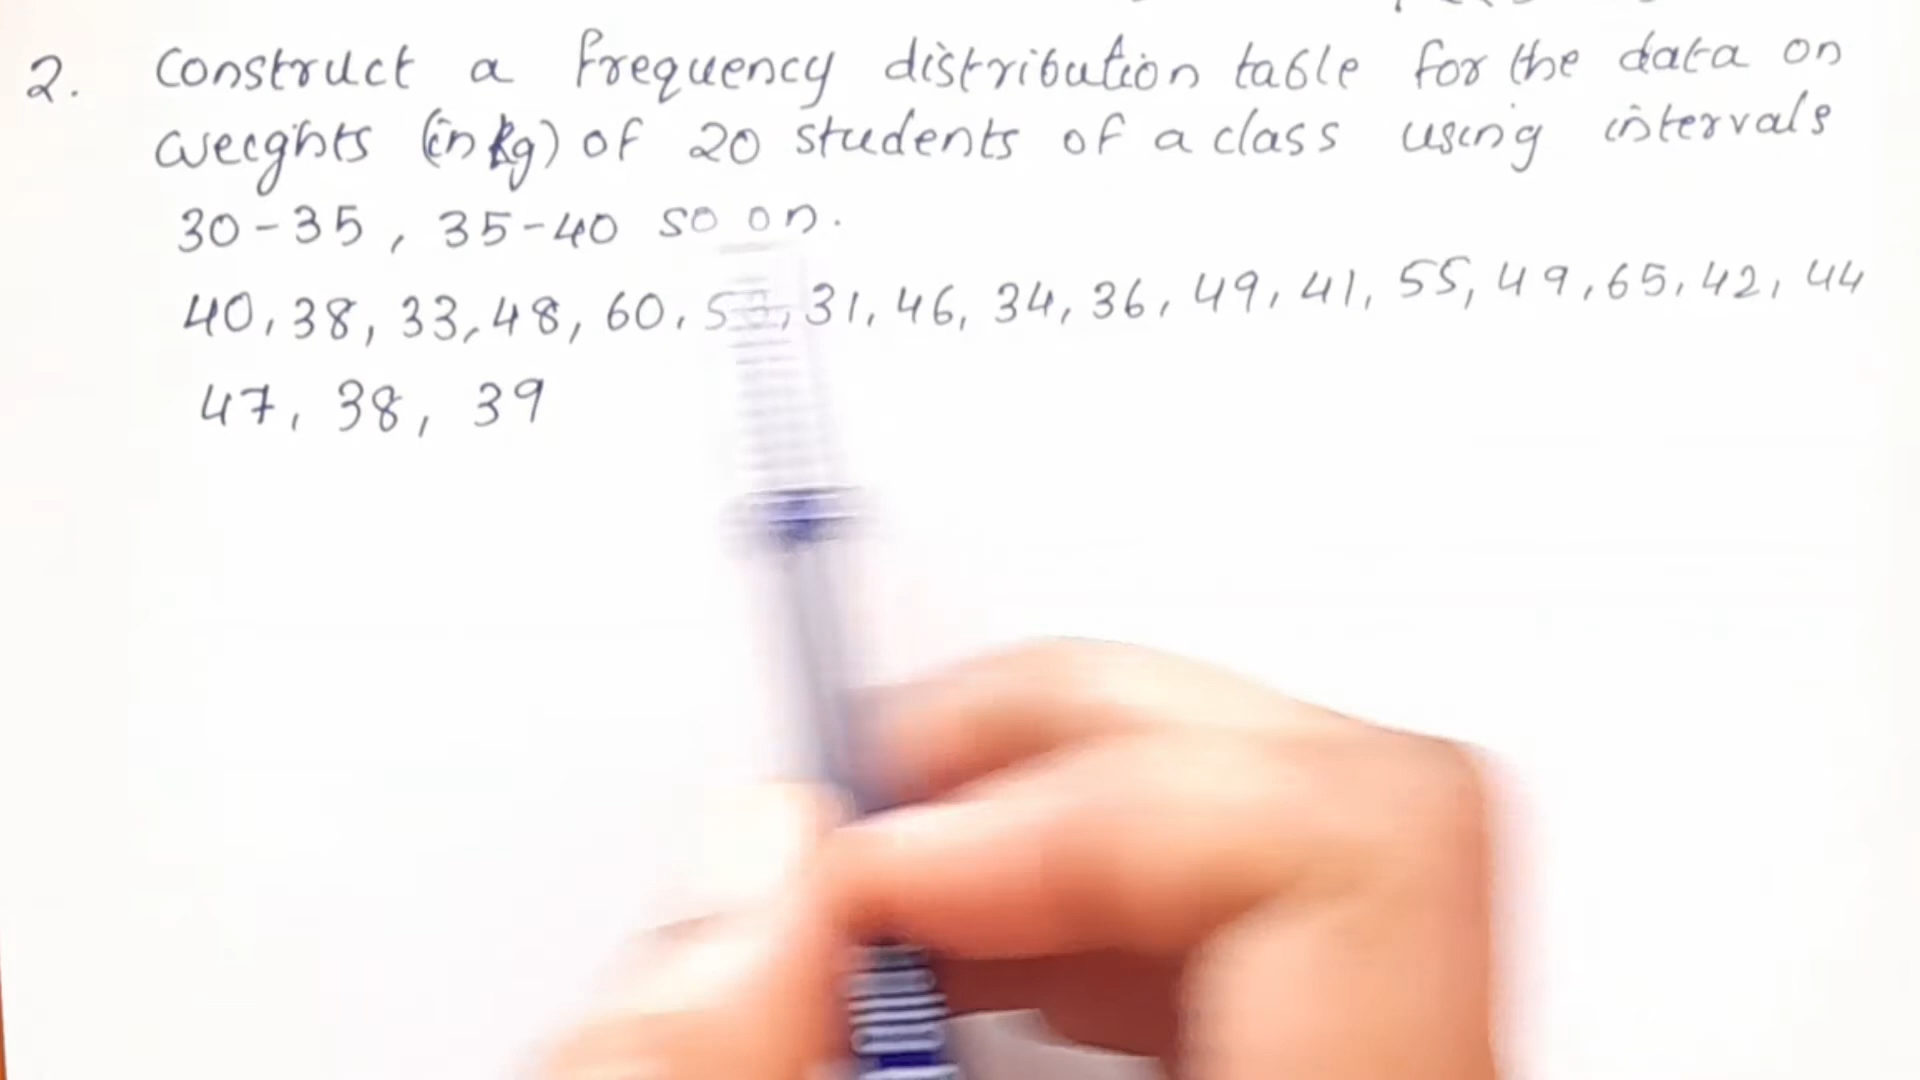 2. Construct a frequency distribution table for the data on
weights (in kg) of 20 students of a class using intervals
30-35, 35-40 so on.
40, 38, 33, 48, 60, 31, 46, 34, 36, 49, 41, 55, 49, 65, 42, 44
47, 38, 39